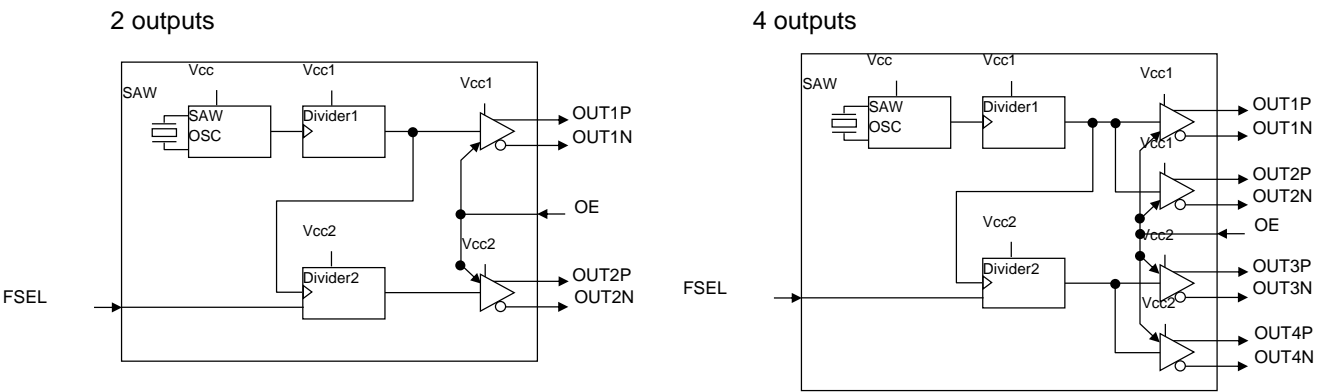 2 outputs
Vcc
Vcc1
Vcc1
SAW
SAW
OSC
Divider1
OUT1P
OUT1N
OE
Vcc2
Vcc2
Divider2
OUT2P
OUT2N
FSEL
4 outputs
Vcc
Vcc1
Vcc1
SAW
SAW
OSC
Divider1
OUT1P
OUT1N
Vcc1
OUT2P
OUT2N
OE
Vcc2
Vcc2
Divider2
OUT3P
OUT3N
FSEL
Vcc2
OUT4P
OUT4N